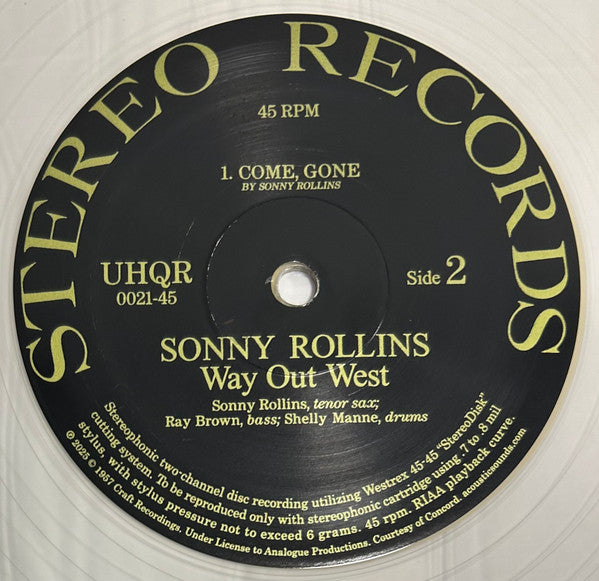 STEREO RECORDS
45 RPM
1. COME, GONE
BY SONNY ROLLINS
UHQR
0021-45
Side 2
SONNY ROLLINS
Way Out West
Sonny Rollins, tenor sax;
Ray Brown, bass; Shelly Manne, drums
Stereophonic two-channel disc recording utilizing Westrex 45-45 "StereoDisk"
cutting system. To be reproduced only with stereophonic cartridge using .7 to .8 mil
stylus, with stylus pressure not to exceed 6 grams. 45 rpm. RIAA playback curve.
℗ 2025 © 1957 Craft Recordings. Under License to Analogue Productions. Courtesy of Concord. acousticsounds.com